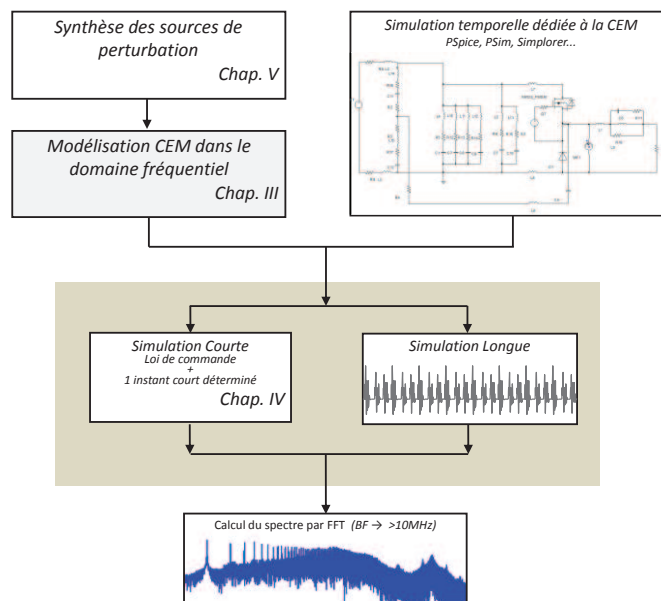 Synthèse des sources de
perturbation
Chap. V
Modélisation CEM dans le
domaine fréquentiel
Chap. III
Simulation temporelle dédiée à la CEM
PSpice, PSim, Simplorer...
Simulation Courte
Loi de commande
+
1 instant court déterminé
Chap. IV
Simulation Longue
Calcul du spectre par FFT (BF → >10MHz)